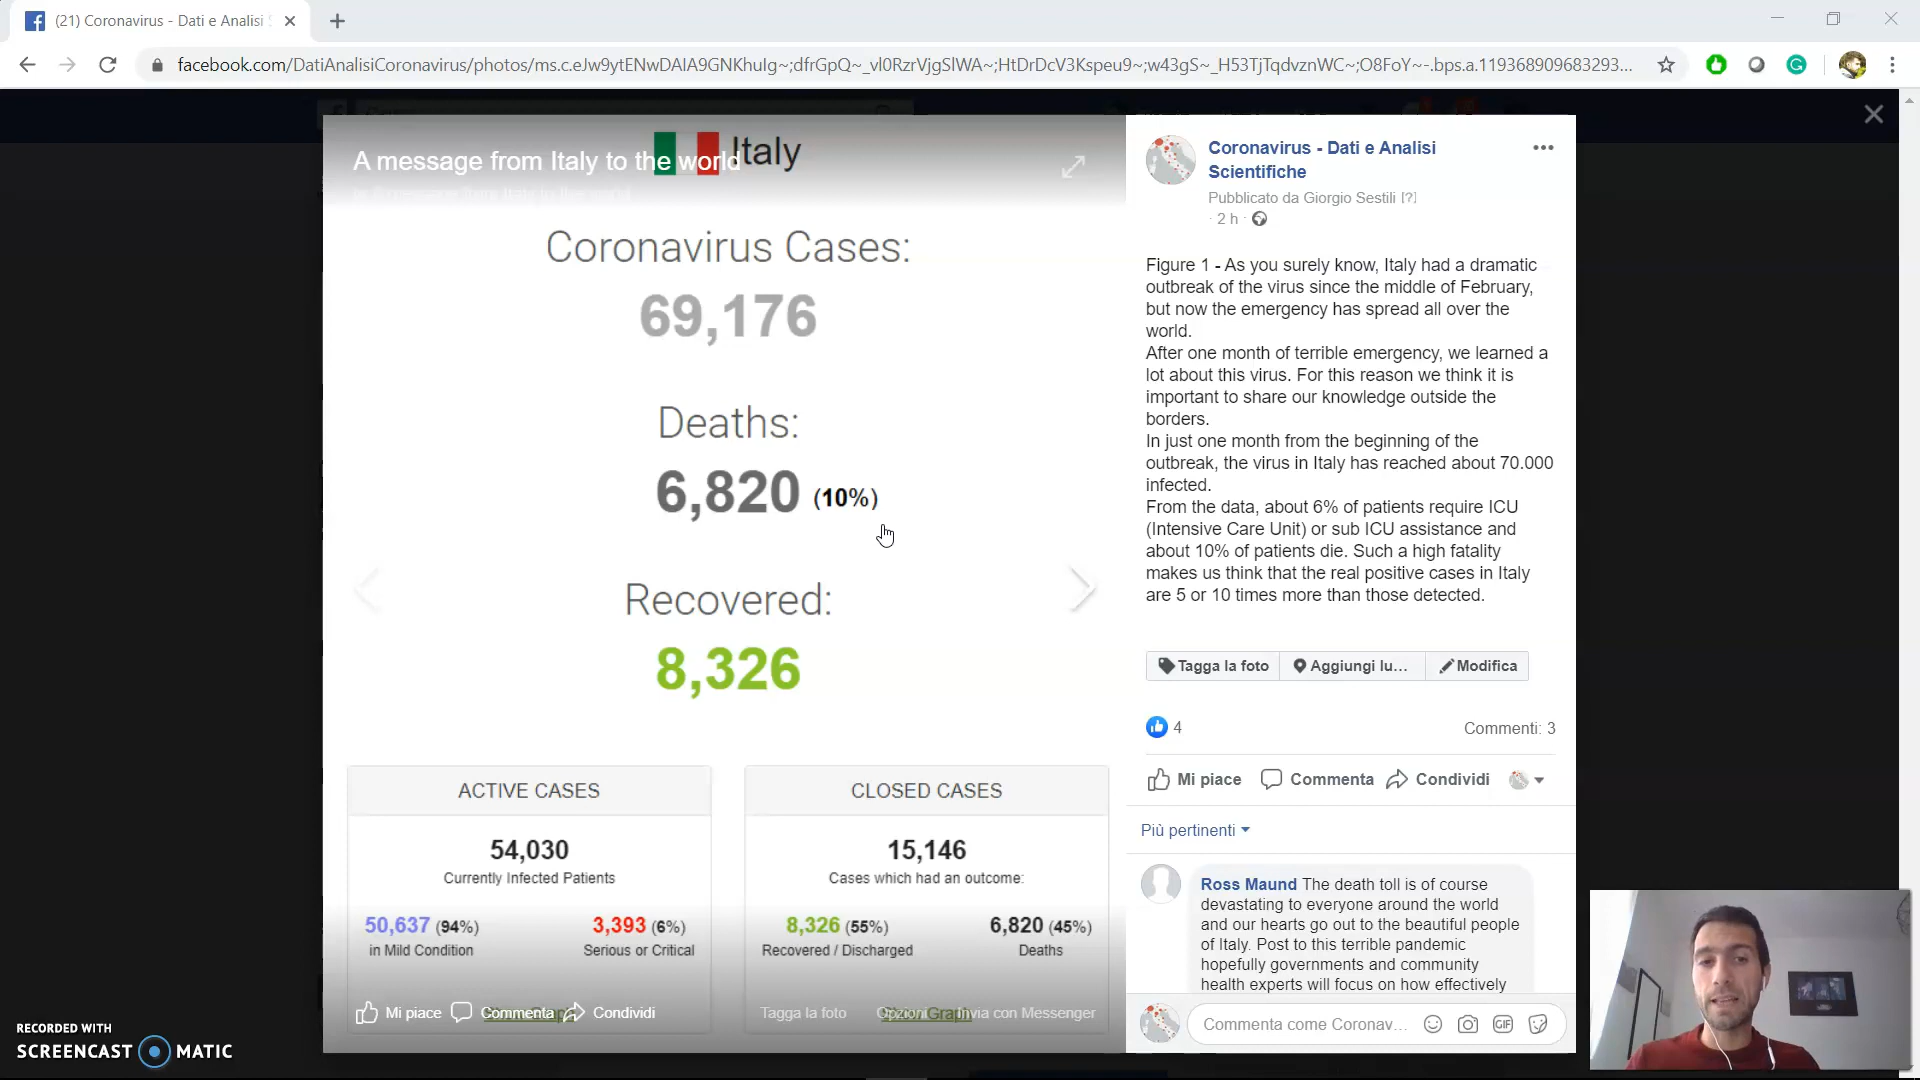 (21) Coronavirus - Dati e Analisi
facebook.com/DatiAnalisiCoronavirus/photos/ms.c.eJw9ytENwDAIA9GNKhulg~;dfrGpQ~_vl0RzrVjgSlWA~;HtDrDcV3Kspeu9~;w43gS~_H53TjTqdvznWC~;O8FoY~-.bps.a.119368909683293...
A message from Italy to the world
Italy
Coronavirus Cases:
69,176
Deaths:
6,820 (10%)
Recovered:
8,326
ACTIVE CASES
54,030
Currently Infected Patients
50,637 (94%)
in Mild Condition
3,393 (6%)
Serious or Critical
CLOSED CASES
15,146
Cases which had an outcome:
8,326 (55%)
Recovered / Discharged
6,820 (45%)
Deaths
Mi piace Commenta Condividi
Tagga la foto Opzioni Invia con Messenger
Coronavirus - Dati e Analisi
Scientifiche
Pubblicato da Giorgio Sestili [?]
· 2 h ·
Figure 1 - As you surely know, Italy had a dramatic
outbreak of the virus since the middle of February,
but now the emergency has spread all over the
world.
After one month of terrible emergency, we learned a
lot about this virus. For this reason we think it is
important to share our knowledge outside the
borders.
In just one month from the beginning of the
outbreak, the virus in Italy has reached about 70.000
infected.
From the data, about 6% of patients require ICU
(Intensive Care Unit) or sub ICU assistance and
about 10% of patients die. Such a high fatality
makes us think that the real positive cases in Italy
are 5 or 10 times more than those detected.
Tagga la foto Aggiungi lu... Modifica
4
Commenti: 3
Mi piace Commenta Condividi
Più pertinenti
Ross Maund The death toll is of course
devastating to everyone around the world
and our hearts go out to the beautiful people
of Italy. Post to this terrible pandemic
hopefully governments and community
health experts will focus on how effectively
Commenta come Coronav...
GIF
RECORDED WITH
SCREENCAST MATIC